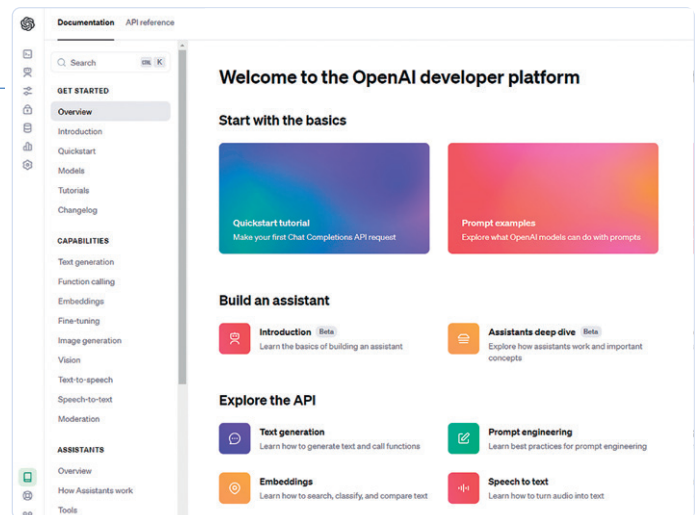 Documentation API reference
Search CTRL K
GET STARTED
Overview
Introduction
Quickstart
Models
Tutorials
Changelog
CAPABILITIES
Text generation
Function calling
Embeddings
Fine-tuning
Image generation
Vision
Text-to-speech
Speech-to-text
Moderation
ASSISTANTS
Overview
How Assistants work
Tools
Welcome to the OpenAI developer platform
Start with the basics
Quickstart tutorial
Make your first Chat Completions API request
Prompt examples
Explore what OpenAI models can do with prompts
Build an assistant
Introduction Beta
Learn the basics of building an assistant
Assistants deep dive Beta
Explore how assistants work and important
concepts
Explore the API
Text generation
Learn how to generate text and call functions
Prompt engineering
Learn best practices for prompt engineering
Embeddings
Learn how to search, classify, and compare text
Speech to text
Learn how to turn audio into text